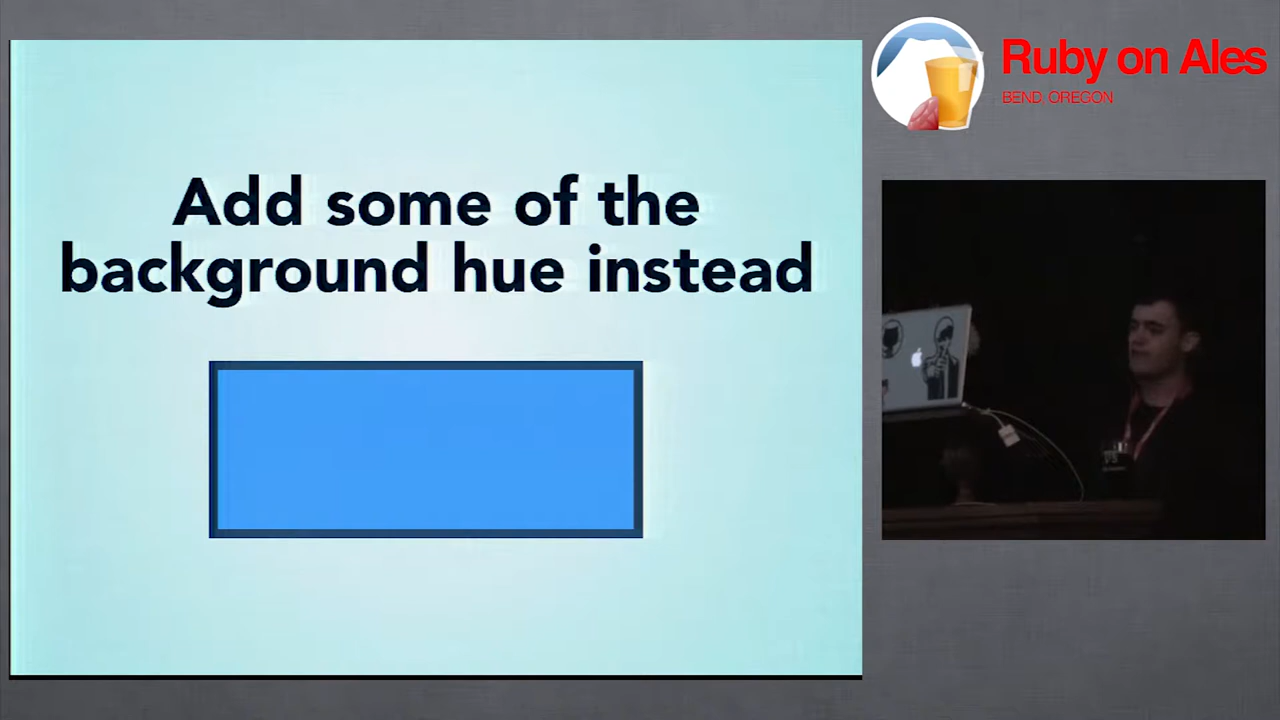 Add some of the
background hue instead
Ruby on Ales
BEND OREGON